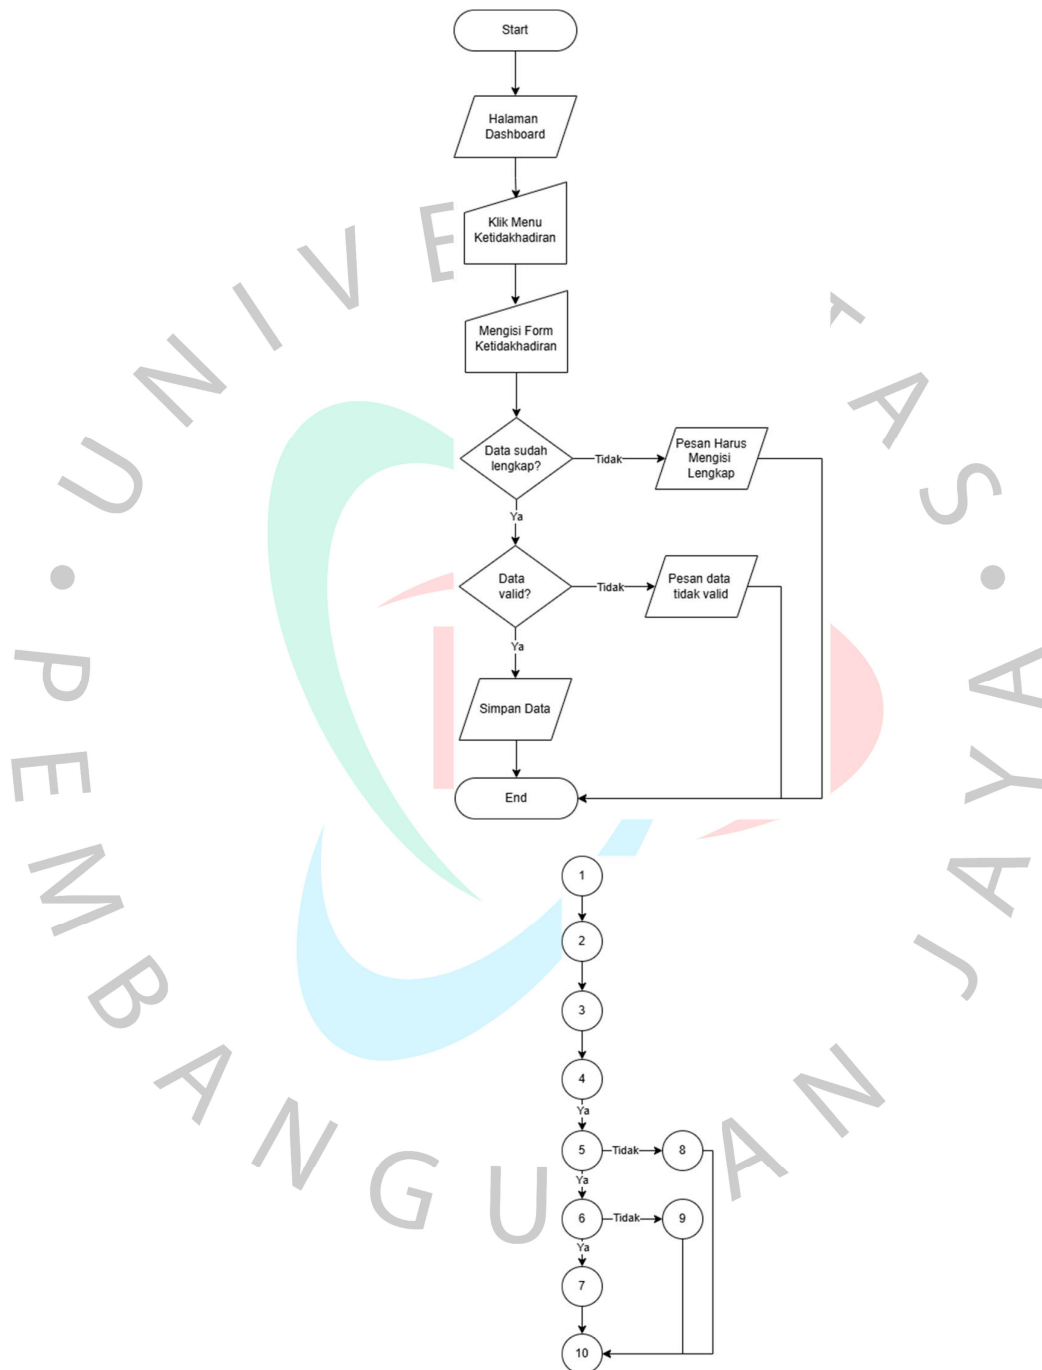 Start
Halaman
Dashboard
Klik Menu
Ketidakhadiran
Mengisi Form
Ketidakhadiran
Data sudah
lengkap?
Tidak
Pesan Harus
Mengisi
Lengkap
Ya
Data
valid?
Tidak
Pesan data
tidak valid
Ya
Simpan Data
End
1
2
3
4
Ya
5
Tidak
8
Ya
6
Tidak
9
Ya
7
10
UNIVE TAS
PEMBANGUNAN JAYA